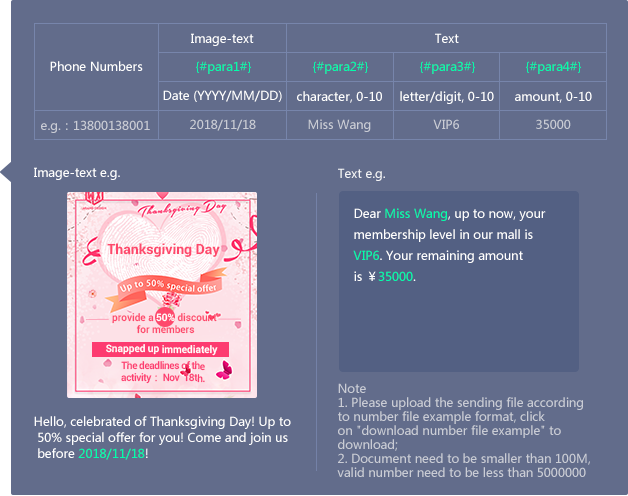 Phone Numbers
Image-text
Text
{#para1#}
{#para2#}
{#para3#}
{#para4#}
Date (YYYY/MM/DD)
character, 0-10
letter/digit, 0-10
amount, 0-10
e.g. : 13800138001
2018/11/18
Miss Wang
VIP6
35000
Image-text e.g.
Thanksgiving Day
Thanksgiving Day
Up to 50% special offer
provide a 50% discount
for members
Snapped up immediately
The deadlines of the
activity : Nov 18th.
Hello, celebrated of Thanksgiving Day! Up to
50% special offer for you! Come and join us
before 2018/11/18!
Text e.g.
Dear Miss Wang, up to now, your
membership level in our mall is
VIP6. Your remaining amount
is ¥35000.
Note
1. Please upload the sending file according
to number file example format, click
on "download number file example" to
download;
2. Document need to be smaller than 100M,
valid number need to be less than 5000000